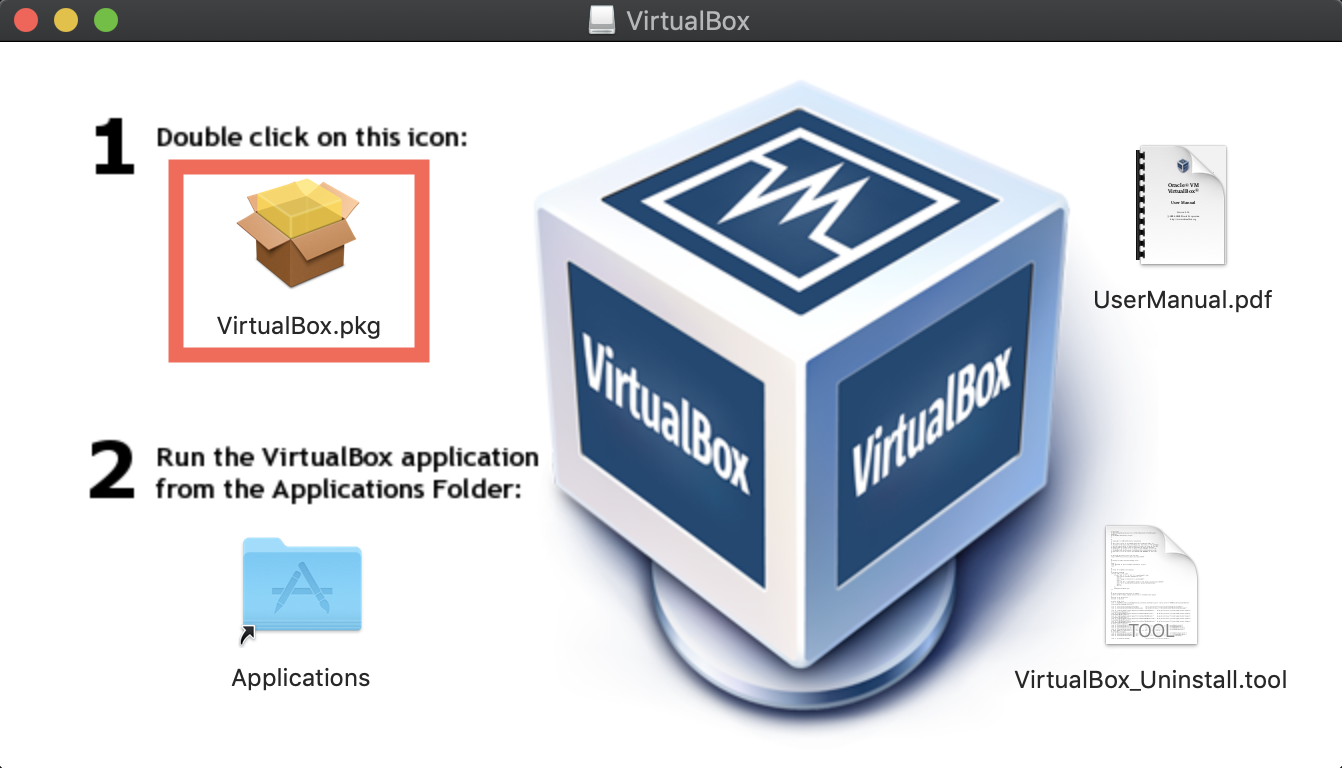 VirtualBox
1
Double click on this icon:
VirtualBox.pkg
2
Run the VirtualBox application
from the Applications Folder:
Applications
VirtualBox
VirtualBox
Oracle® VM
VirtualBox®
User Manual
UserManual.pdf
TOOL
VirtualBox_Uninstall.tool